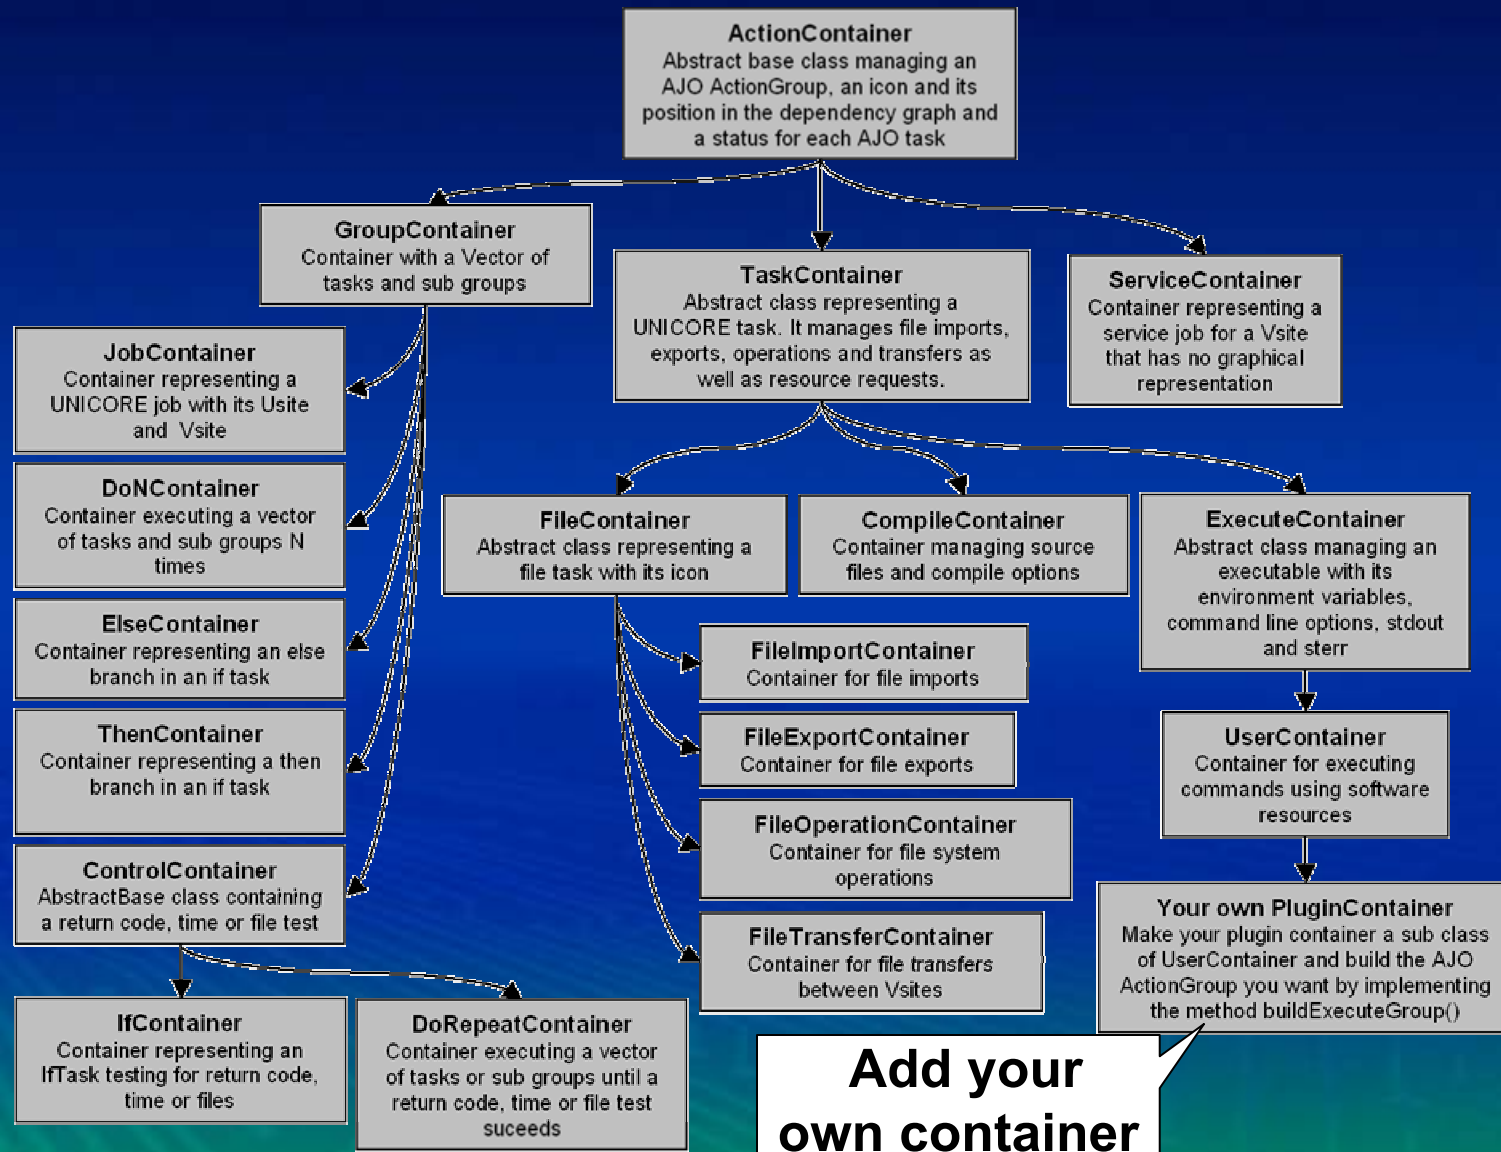 ActionContainer
Abstract base class managing an
AJO ActionGroup, an icon and its
position in the dependency graph and
a status for each AJO task
GroupContainer
Container with a Vector of
tasks and sub groups
TaskContainer
Abstract class representing a
UNICORE task. It manages file imports,
exports, operations and transfers as
well as resource requests.
ServiceContainer
Container representing a
service job for a Vsite
that has no graphical
representation
JobContainer
Container representing a
UNICORE job with its Usite
and Vsite
DoNContainer
Container executing a vector
of tasks and sub groups N
times
ElseContainer
Container representing an else
branch in an if task
ThenContainer
Container representing a then
branch in an if task
ControlContainer
AbstractBase class containing
a return code, time or file test
IfContainer
Container representing an
IfTask testing for return code,
time or files
DoRepeatContainer
Container executing a vector
of tasks or sub groups until a
return code, time or file test
suceeds
FileContainer
Abstract class representing a
file task with its icon
CompileContainer
Container managing source
files and compile options
ExecuteContainer
Abstract class managing an
executable with its
environment variables,
command line options, stdout
and sterr
FileImportContainer
Container for file imports
FileExportContainer
Container for file exports
FileOperationContainer
Container for file system
operations
FileTransferContainer
Container for file transfers
between Vsites
UserContainer
Container for executing
commands using software
resources
Your own PluginContainer
Make your plugin container a sub class
of UserContainer and build the AJO
ActionGroup you want by implementing
the method buildExecuteGroup()
Add your
own container